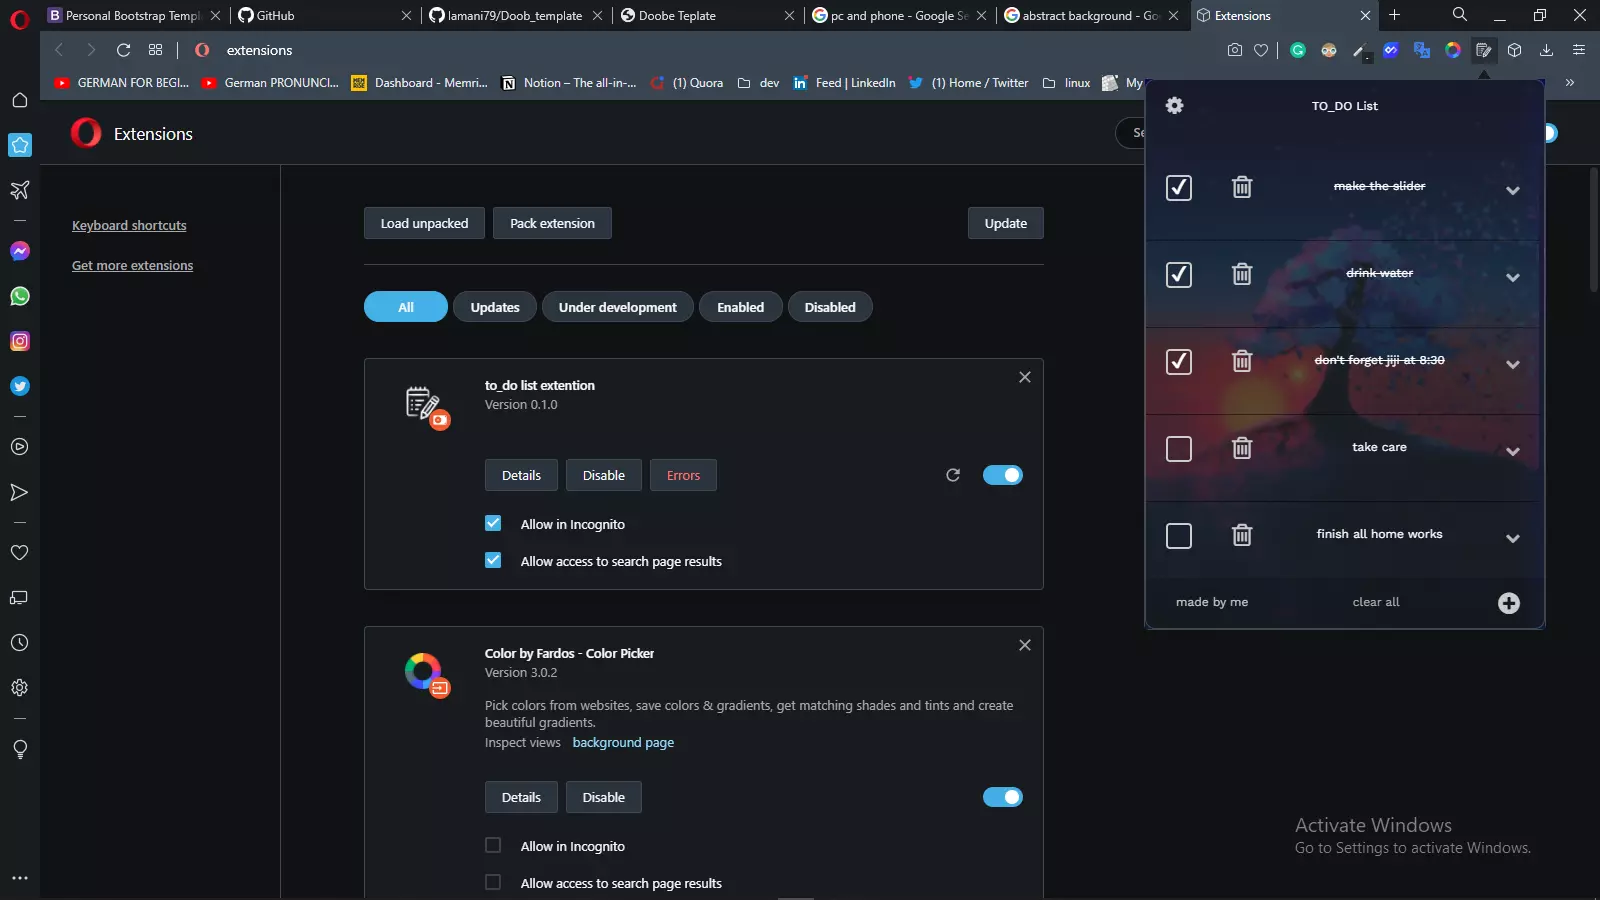 Personal Bootstrap Templ
GitHub
lamani79/Doob_template
Doobe Teplate
pc and phone - Google Se
abstract background - Go
Extensions
extensions
GERMAN FOR BEGI...
German PRONUNCI...
Dashboard - Memri...
Notion – The all-in-...
(1) Quora
dev
Feed | LinkedIn
(1) Home / Twitter
linux
My
»
Extensions
Se
TO_DO List
Keyboard shortcuts
Get more extensions
Load unpacked
Pack extension
Update
All
Updates
Under development
Enabled
Disabled
to_do list extention
Version 0.1.0
Details
Disable
Errors
Allow in Incognito
Allow access to search page results
Color by Fardos - Color Picker
Version 3.0.2
Pick colors from websites, save colors & gradients, get matching shades and tints and create
beautiful gradients.
Inspect views background page
Details
Disable
Allow in Incognito
Allow access to search page results
make the slider
drink water
don't forget jiji at 8:30
take care
finish all home works
made by me
clear all
Activate Windows
Go to Settings to activate Windows.